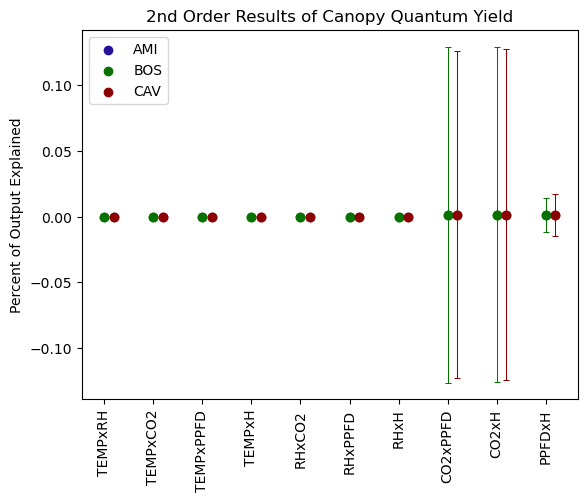 2nd Order Results of Canopy Quantum Yield
AMI
BOS
CAV
Percent of Output Explained
0.10
0.05
0.00
−0.05
−0.10
TEMPxRH
TEMPxCO2
TEMPxPPFD
TEMPxH
RHxCO2
RHxPPFD
RHxH
CO2xPPFD
CO2xH
PPFDxH